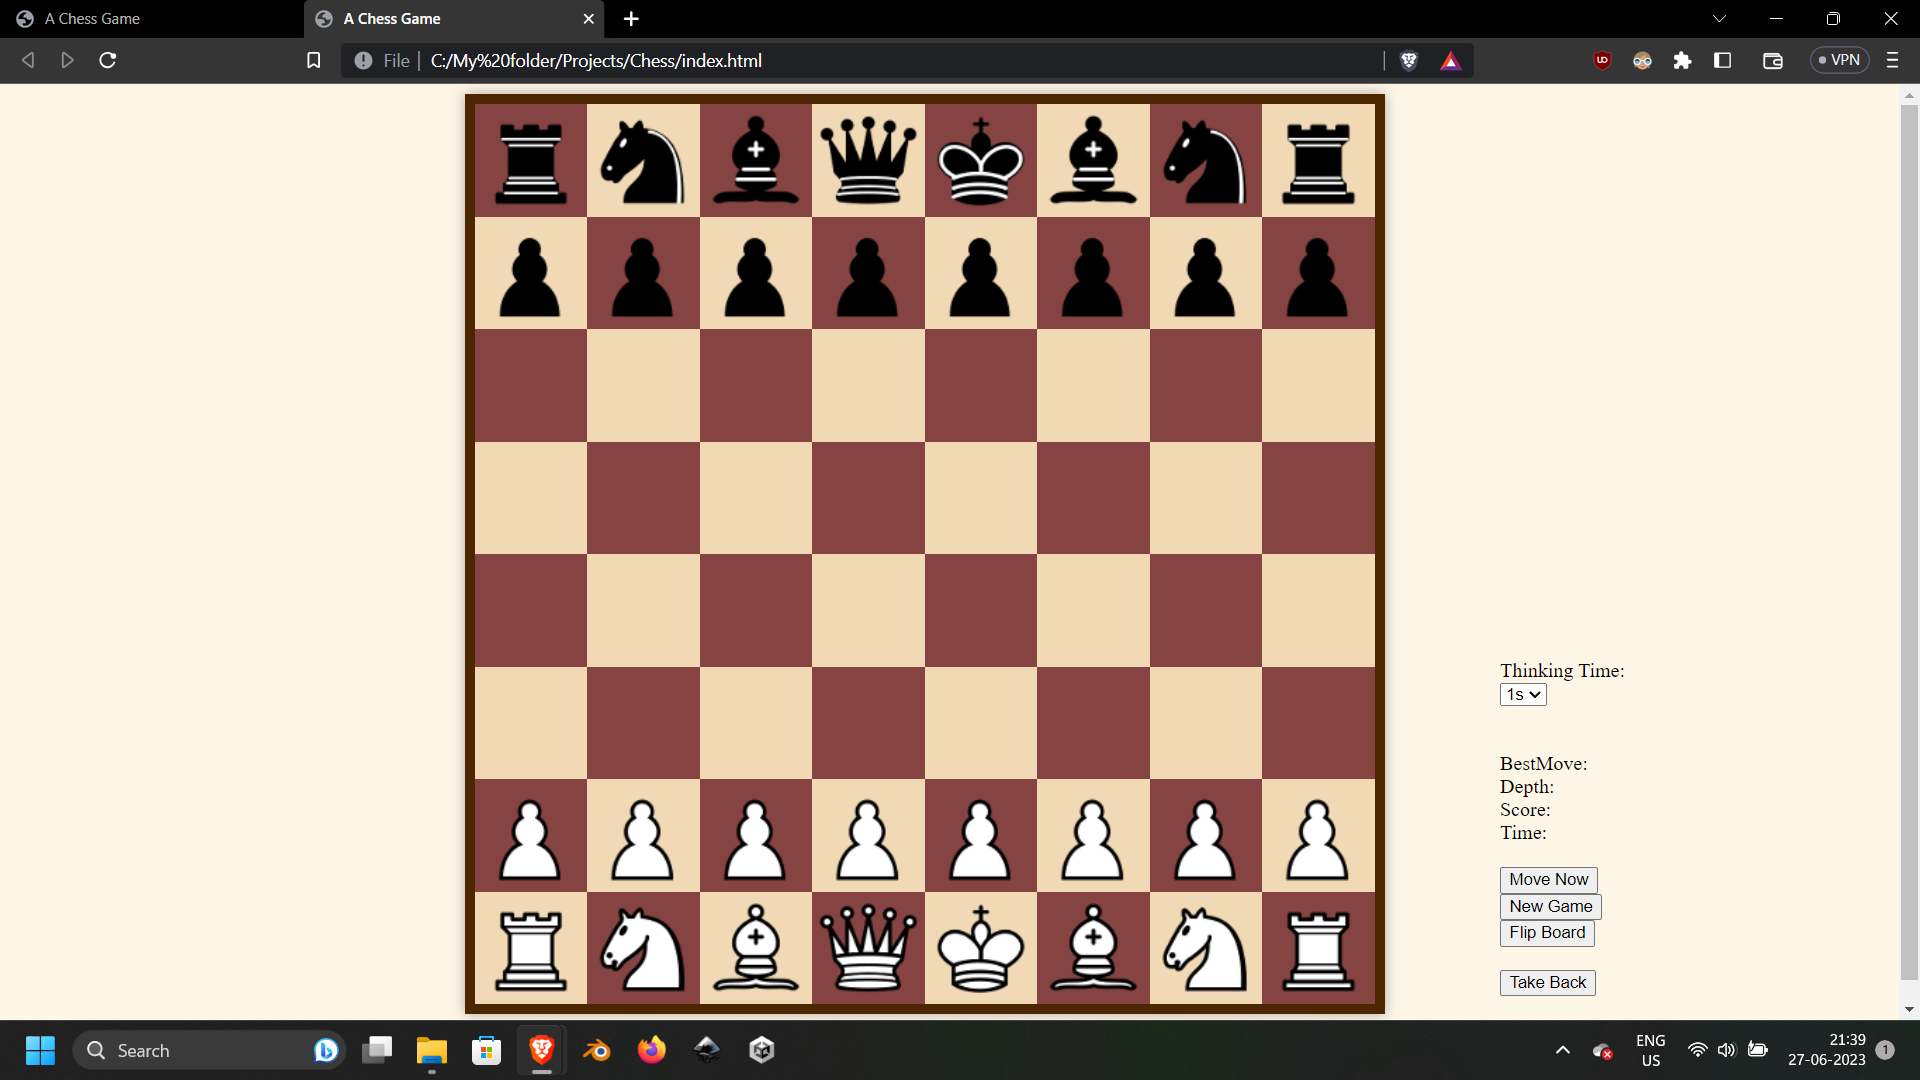 A Chess Game
A Chess Game
File
C:/My%20folder/Projects/Chess/index.html
VPN
Thinking Time:
1s
BestMove:
Depth:
Score:
Time:
Move Now
New Game
Flip Board
Take Back
Search
ENG
US
21:39
27-06-2023
1